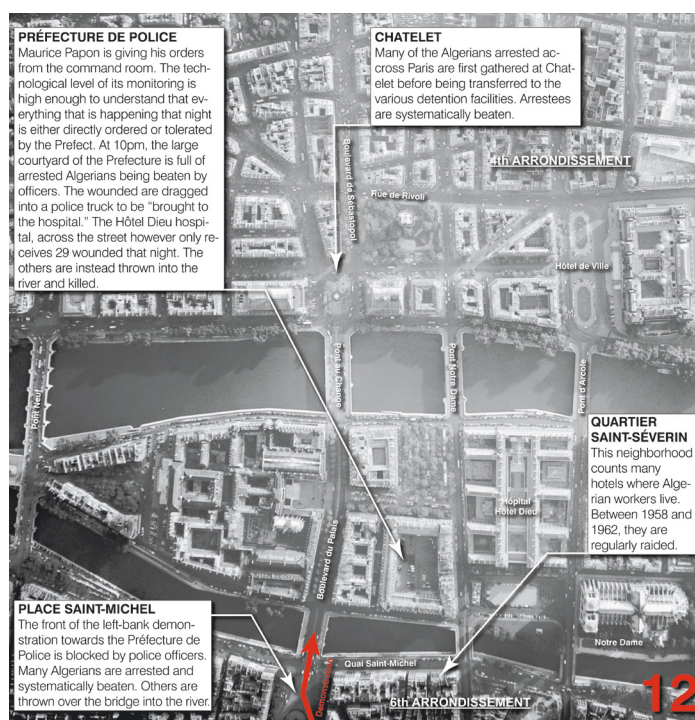 PRÉFECTURE DE POLICE
Maurice Papon is giving his orders
from the command room. The tech-
nological level of its monitoring is
high enough to understand that ev-
erything that is happening that night
is either directly ordered or tolerated
by the Prefect. At 10pm, the large
courtyard of the Prefecture is full of
arrested Algerians being beaten by
officers. The wounded are dragged
into a police truck to be “brought to
the hospital.” The Hôtel Dieu hospi-
tal, across the street however only re-
ceives 29 wounded that night. The
others are instead thrown into the
river and killed.
CHATELET
Many of the Algerians arrested ac-
cross Paris are first gathered at Chat-
elet before being transferred to the
various detention facilities. Arrestees
are systematically beaten.
Boulevard de Sébastopol
4th ARRONDISSEMENT
Rue de Rivoli
Hôtel de Ville
Pont Neuf
Pont au Change
Pont Notre Dame
Pont d'Arcole
QUARTIER
SAINT-SÉVERIN
This neighborhood
counts many
hotels where Alge-
rian workers live.
Between 1958 and
1962, they are
regularly raided.
Hôpital
Hôtel Dieu
Boulevard du Palais
PLACE SAINT-MICHEL
The front of the left-bank demon-
stration towards the Préfecture de
Police is blocked by police officers.
Many Algerians are arrested and
systematically beaten. Others are
thrown over the bridge into the river.
Notre Dame
Quai Saint-Michel
6th ARRONDISSEMENT
12